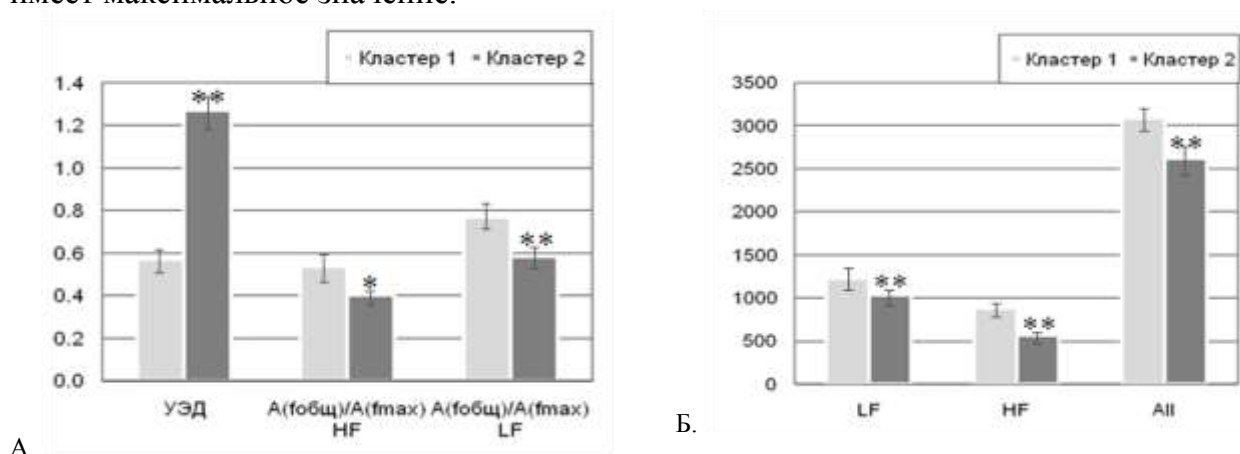 имеет максимальное значение.
Кластер 1 Кластер 2
1.4
1.2
1.0
0.8
0.6
0.4
0.2
0.0
**
*
**
УЭД A(fобщ)/A(fmax) A(fобщ)/A(fmax)
HF LF
А
Кластер 1 Кластер 2
3500
3000
2500
2000
1500
1000
500
0
**
**
**
LF HF All
Б.